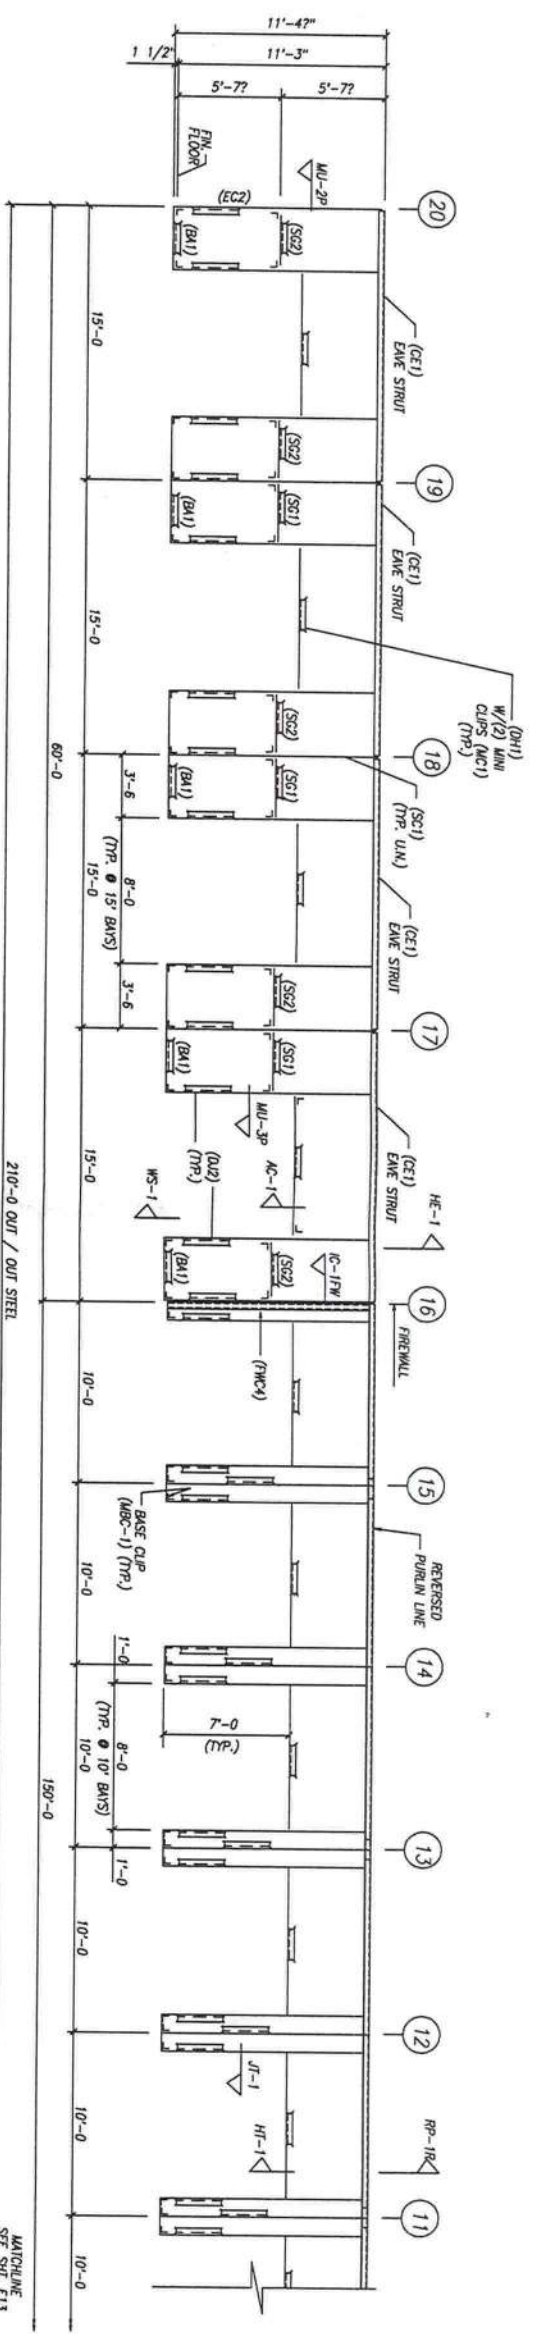 11'-4?"
11'-3"
1 1/2"
5'-7?
5'-7?
FIN.
FLOOR
MU-2P
20
19
18
17
16
15
14
13
12
11
(CE1)
EAVE STRUT
(CE1)
EAVE STRUT
(DH1)
W/(2) MINI
CLIPS (MC1)
(TYP.)
(SC1)
(TYP. U.N.)
(CE1)
EAVE STRUT
(CE1)
EAVE STRUT
HE-1
FIREWALL
REVERSED
PURLIN LINE
RP-1R
(EC2)
(SG2)
(BA1)
(SG2)
(SG1)
(BA1)
(SG2)
(SG1)
(BA1)
(SG2)
(SG1)
(BA1)
MU-3P
(DJ2)
(TYP.)
AC-1
WS-1
(SG2)
(BA1)
IC-1FW
(FWC4)
BASE CLIP
(MBC-1) (TYP.)
7'-0
(TYP.)
JT-1
HT-1
3'-6
8'-0
3'-6
(TYP. @ 15' BAYS)
1'-0
8'-0
1'-0
(TYP. @ 10' BAYS)
15'-0
15'-0
15'-0
15'-0
10'-0
10'-0
10'-0
10'-0
10'-0
10'-0
60'-0
150'-0
210'-0 OUT / OUT STEEL
MATCHLINE
SEE SHT. E13